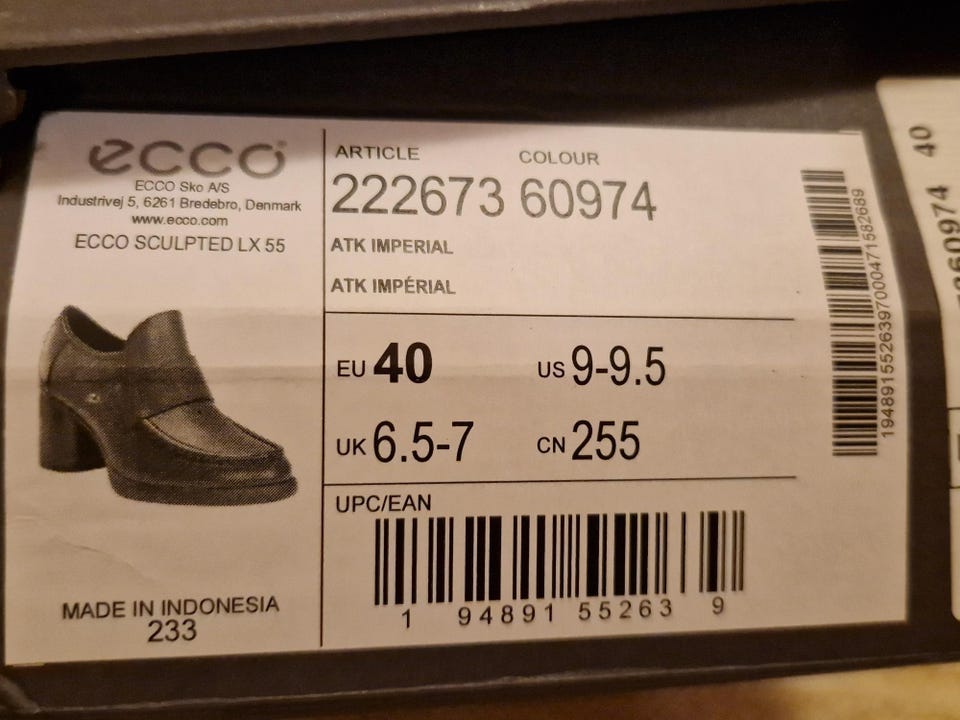 ecco
ECCO Sko A/S
Industrivej 5, 6261 Bredebro, Denmark
www.ecco.com
ECCO SCULPTED LX 55
MADE IN INDONESIA
233
ARTICLE COLOUR
222673 60974
ATK IMPERIAL
ATK IMPÉRIAL
EU 40 US 9-9.5
UK 6.5-7 CN 255
UPC/EAN
1 94891 55263 9
1948915526397000471582689
40